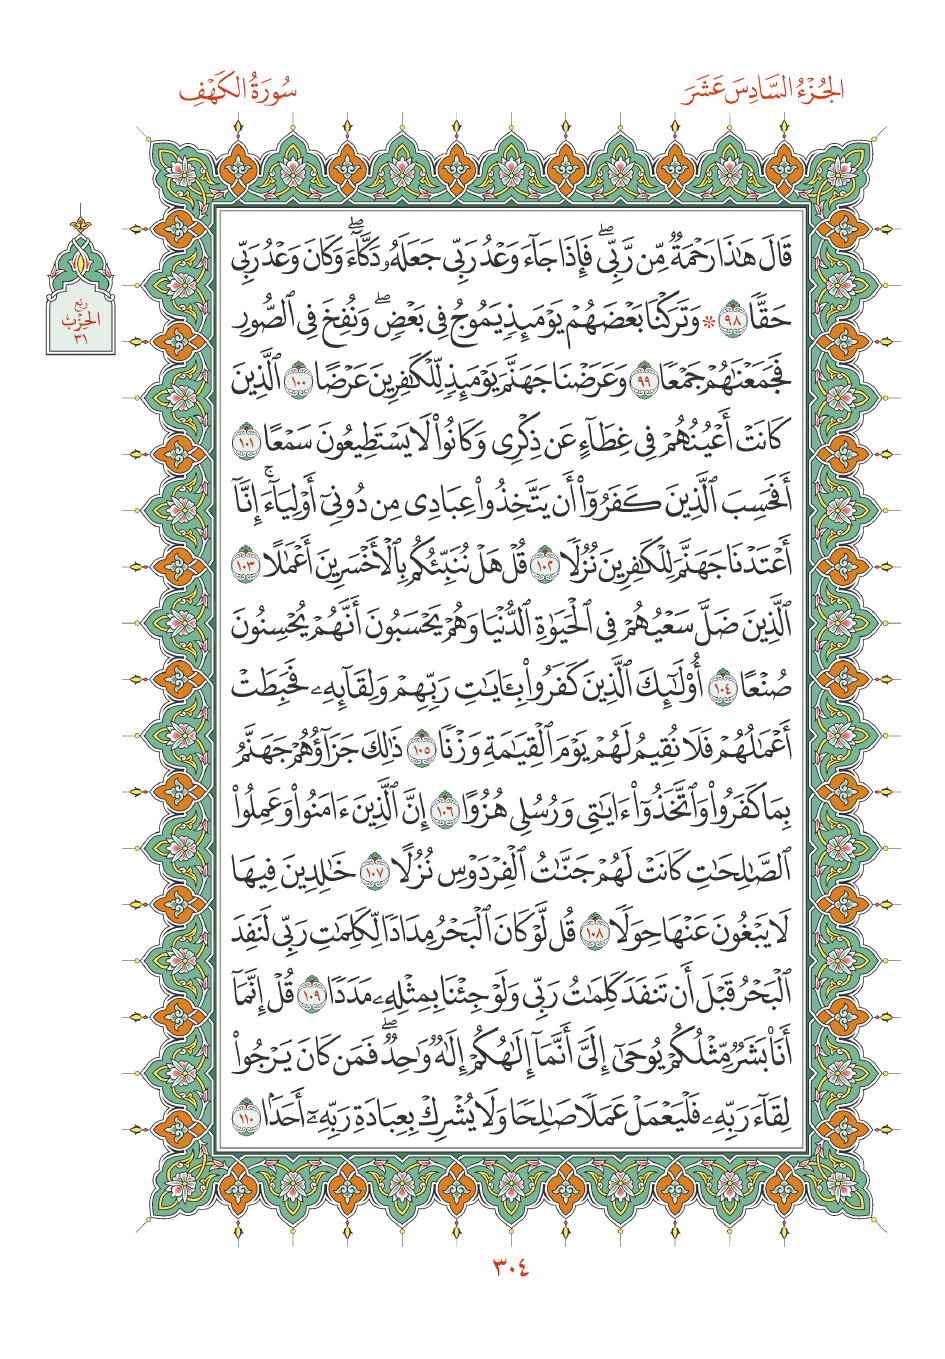 الجُزْءُ السَّادِسَ عَشَرَ
سُورَةُ الكَهْفِ
قَالَ هَٰذَا رَحْمَةٌ مِّن رَّبِّىۖ فَإِذَا جَآءَ وَعْدُ رَبِّى جَعَلَهُۥ دَكَّآءَۖ وَكَانَ وَعْدُ رَبِّى
حَقًّا ٩٨ ۞ وَتَرَكْنَا بَعْضَهُمْ يَوْمَئِذٍ يَمُوجُ فِى بَعْضٍۖ وَنُفِخَ فِى ٱلصُّورِ
فَجَمَعْنَٰهُمْ جَمْعًا ٩٩ وَعَرَضْنَا جَهَنَّمَ يَوْمَئِذٍ لِّلْكَٰفِرِينَ عَرْضًا ١٠٠ ٱلَّذِينَ
كَانَتْ أَعْيُنُهُمْ فِى غِطَآءٍ عَن ذِكْرِى وَكَانُوا۟ لَا يَسْتَطِيعُونَ سَمْعًا ١٠١
أَفَحَسِبَ ٱلَّذِينَ كَفَرُوٓا۟ أَن يَتَّخِذُوا۟ عِبَادِى مِن دُونِىٓ أَوْلِيَآءَۚ إِنَّآ
أَعْتَدْنَا جَهَنَّمَ لِلْكَٰفِرِينَ نُزُلًا ١٠٢ قُلْ هَلْ نُنَبِّئُكُم بِٱلْأَخْسَرِينَ أَعْمَٰلًا ١٠٣
ٱلَّذِينَ ضَلَّ سَعْيُهُمْ فِى ٱلْحَيَوٰةِ ٱلدُّنْيَا وَهُمْ يَحْسَبُونَ أَنَّهُمْ يُحْسِنُونَ
صُنْعًا ١٠٤ أُو۟لَٰٓئِكَ ٱلَّذِينَ كَفَرُوا۟ بِـَٔايَٰتِ رَبِّهِمْ وَلِقَآئِهِۦ فَحَبِطَتْ
أَعْمَٰلُهُمْ فَلَا نُقِيمُ لَهُمْ يَوْمَ ٱلْقِيَٰمَةِ وَزْنًا ١٠٥ ذَٰلِكَ جَزَآؤُهُمْ جَهَنَّمُ
بِمَا كَفَرُوا۟ وَٱتَّخَذُوٓا۟ ءَايَٰتِى وَرُسُلِى هُزُوًا ١٠٦ إِنَّ ٱلَّذِينَ ءَامَنُوا۟ وَعَمِلُوا۟
ٱلصَّٰلِحَٰتِ كَانَتْ لَهُمْ جَنَّٰتُ ٱلْفِرْدَوْسِ نُزُلًا ١٠٧ خَٰلِدِينَ فِيهَا
لَا يَبْغُونَ عَنْهَا حِوَلًا ١٠٨ قُل لَّوْ كَانَ ٱلْبَحْرُ مِدَادًا لِّكَلِمَٰتِ رَبِّى لَنَفِدَ
ٱلْبَحْرُ قَبْلَ أَن تَنفَدَ كَلِمَٰتُ رَبِّى وَلَوْ جِئْنَا بِمِثْلِهِۦ مَدَدًا ١٠٩ قُلْ إِنَّمَآ
أَنَا۠ بَشَرٌ مِّثْلُكُمْ يُوحَىٰٓ إِلَىَّ أَنَّمَآ إِلَٰهُكُمْ إِلَٰهٌ وَٰحِدٌۖ فَمَن كَانَ يَرْجُوا۟
لِقَآءَ رَبِّهِۦ فَلْيَعْمَلْ عَمَلًا صَٰلِحًا وَلَا يُشْرِكْ بِعِبَادَةِ رَبِّهِۦٓ أَحَدًۢا ١١٠
رُبع
الحِزْب
٣١
٣٠٤